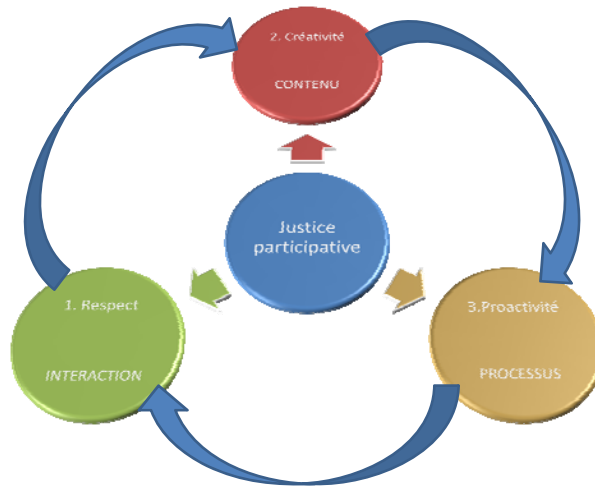 2. Créativité
CONTENU
Justice
participative
1. Respect
INTERACTION
3.Proactivité
PROCESSUS